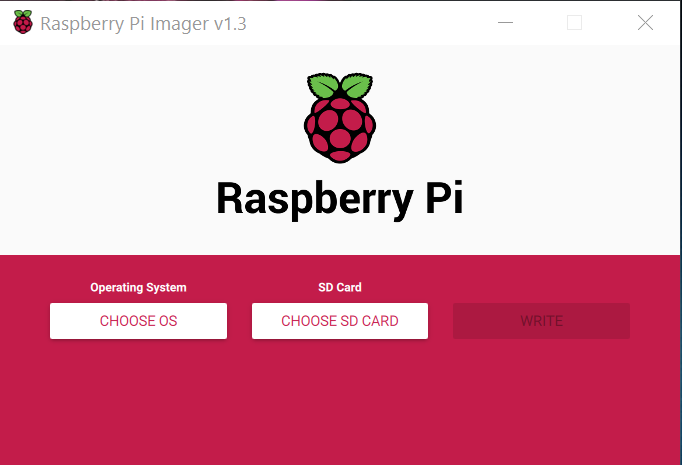 Raspberry Pi Imager v1.3
Raspberry Pi
Operating System
SD Card
CHOOSE OS
CHOOSE SD CARD
WRITE